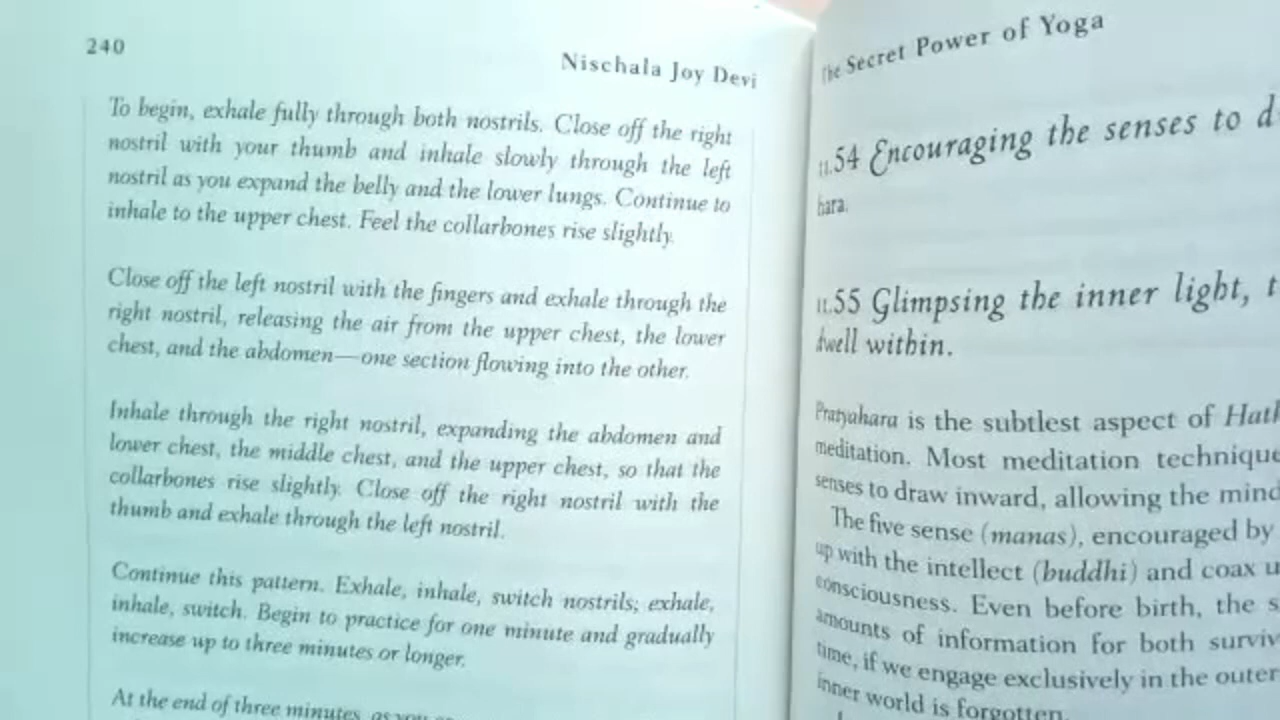 240
Nischala Joy Devi
To begin, exhale fully through both nostrils. Close off the right
nostril with your thumb and inhale slowly through the left
nostril as you expand the belly and the lower lungs. Continue to
inhale to the upper chest. Feel the collarbones rise slightly.
Close off the left nostril with the fingers and exhale through the
right nostril, releasing the air from the upper chest, the lower
chest, and the abdomen—one section flowing into the other.
Inhale through the right nostril, expanding the abdomen and
lower chest, the middle chest, and the upper chest, so that the
collarbones rise slightly. Close off the right nostril with the
thumb and exhale through the left nostril.
Continue this pattern. Exhale, inhale, switch nostrils; exhale,
inhale, switch. Begin to practice for one minute and gradually
increase up to three minutes or longer.
At the end of three minutes, as you
The Secret Power of Yoga
II.54 Encouraging the senses to d
hara.
II.55 Glimpsing the inner light, t
dwell within.
Pratyahara is the subtlest aspect of Hath
meditation. Most meditation technique
senses to draw inward, allowing the mind
The five sense (manas), encouraged by
up with the intellect (buddhi) and coax u
consciousness. Even before birth, the s
amounts of information for both surviv
time, if we engage exclusively in the outer
inner world is forgotten.